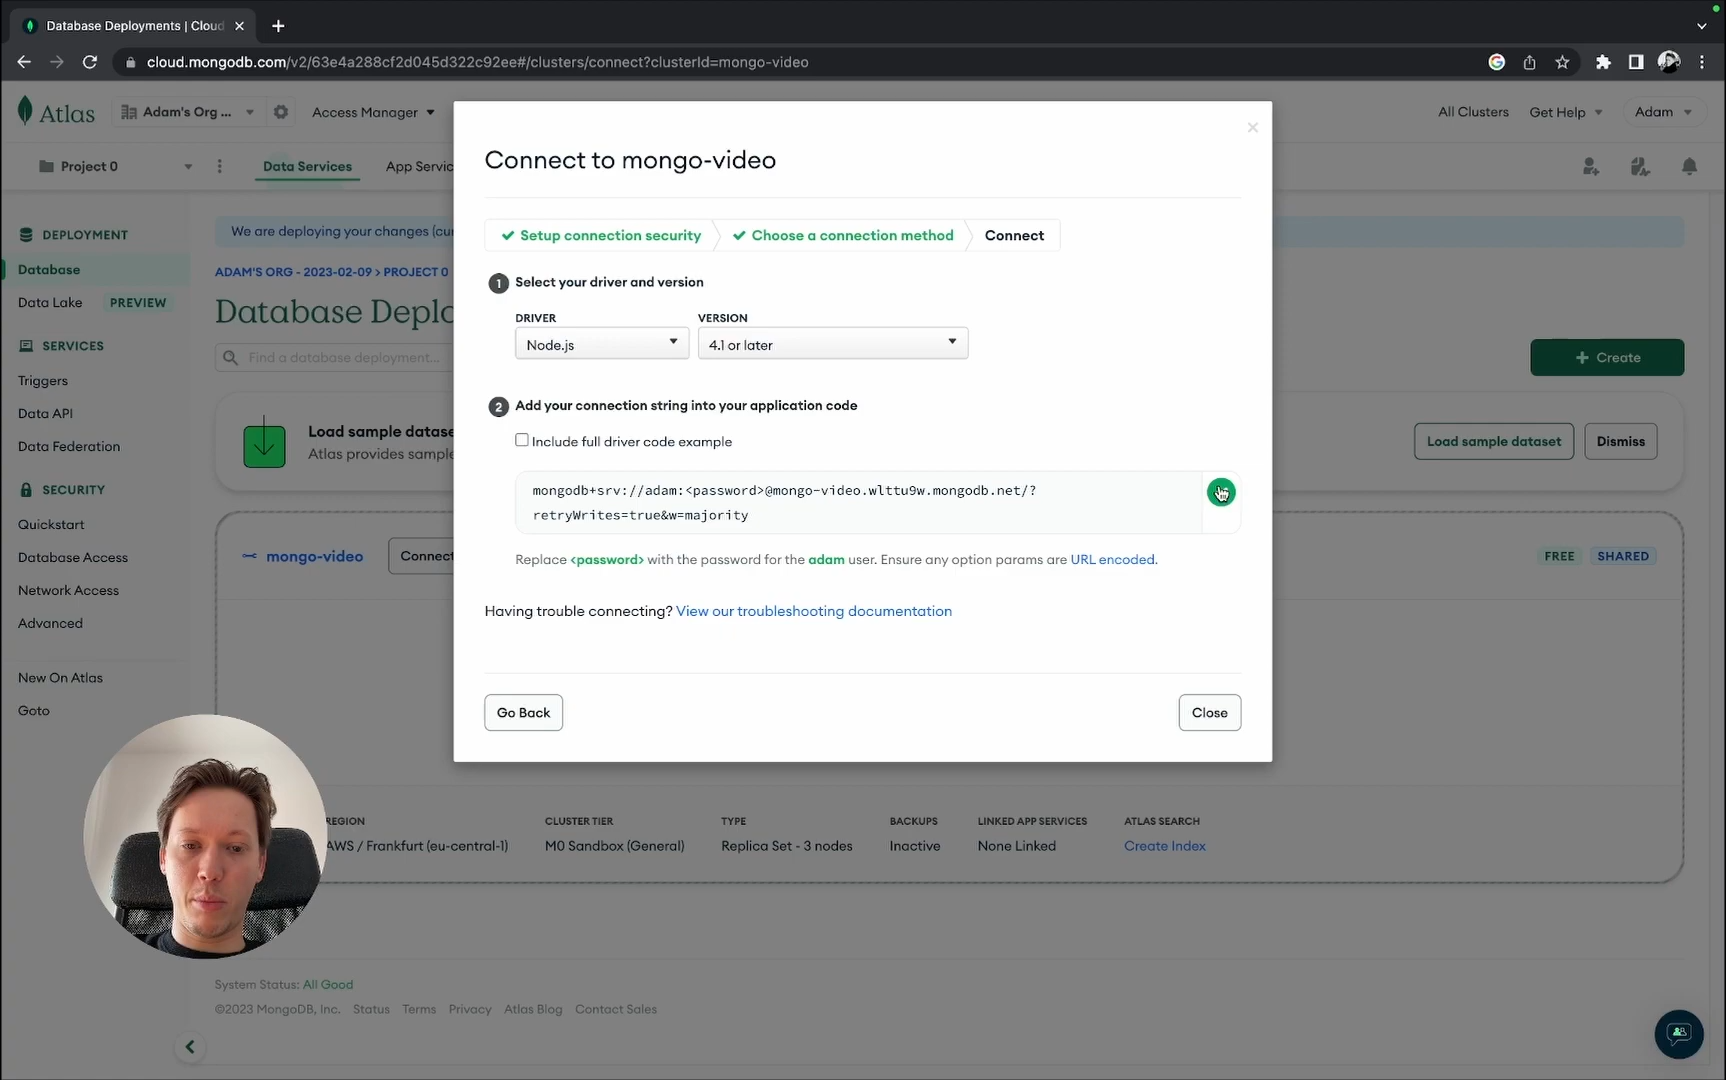 Database Deployments | Cloud
cloud.mongodb.com/v2/63e4a288cf2d045d322c92ee#/clusters/connect?clusterId=mongo-video
Atlas
Adam's Org ...
Access Manager
All Clusters
Get Help
Adam
Project 0
Data Services
App Servic
DEPLOYMENT
Database
Data Lake PREVIEW
SERVICES
Triggers
Data API
Data Federation
SECURITY
Quickstart
Database Access
Network Access
Advanced
New On Atlas
Goto
We are deploying your changes (cur
ADAM'S ORG - 2023-02-09 > PROJECT 0
Database Deplo
Find a database deployment...
+ Create
Load sample datase
Atlas provides sample
Load sample dataset
Dismiss
mongo-video
Connect
FREE
SHARED
Connect to mongo-video
Setup connection security
Choose a connection method
Connect
1 Select your driver and version
DRIVER
VERSION
Node.js
4.1 or later
2 Add your connection string into your application code
Include full driver code example
mongodb+srv://adam:<password>@mongo-video.wlttu9w.mongodb.net/?
retryWrites=true&w=majority
Replace <password> with the password for the adam user. Ensure any option params are URL encoded.
Having trouble connecting? View our troubleshooting documentation
Go Back
Close
REGION
CLUSTER TIER
TYPE
BACKUPS
LINKED APP SERVICES
ATLAS SEARCH
AWS / Frankfurt (eu-central-1)
M0 Sandbox (General)
Replica Set - 3 nodes
Inactive
None Linked
Create Index
System Status: All Good
©2023 MongoDB, Inc. Status Terms Privacy Atlas Blog Contact Sales